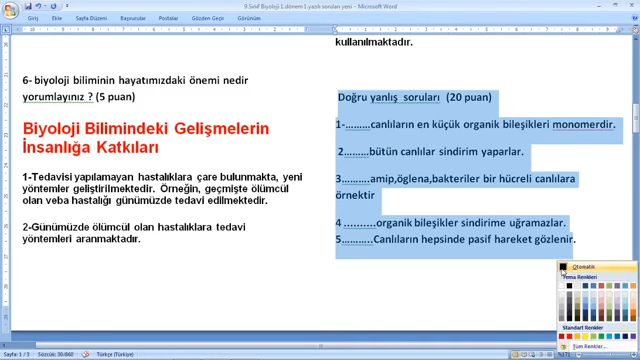 9.Sınıf Biyoloji 1.dönem 1.yazılı soruları yeni - Microsoft Word
Giriş Ekle Sayfa Düzeni Başvurular Postalar Gözden Geçir Görünüm
kullanılmaktadır.
6- biyoloji biliminin hayatımızdaki önemi nedir
yorumlayınız ? (5 puan)
Biyoloji Bilimindeki Gelişmelerin
İnsanlığa Katkıları
1-Tedavisi yapılamayan hastalıklara çare bulunmakta, yeni
yöntemler geliştirilmektedir. Örneğin, geçmişte ölümcül
olan veba hastalığı günümüzde tedavi edilmektedir.
2-Günümüzde ölümcül olan hastalıklara tedavi
yöntemleri aranmaktadır.
Doğru yanlış soruları (20 puan)
1-………canlıların en küçük organik bileşikleri monomerdir.
2………bütün canlılar sindirim yaparlar.
3………..amip,öglena,bakteriler bir hücreli canlılara
örnektir
4 ……….organik bileşikler sindirime uğramazlar.
5………..Canlıların hepsinde pasif hareket gözlenir.
Otomatik
Tema Renkleri
Standart Renkler
Tüm Renkler...
Sayfa: 1 / 3 Sözcük: 30/860 Türkçe (Türkiye)